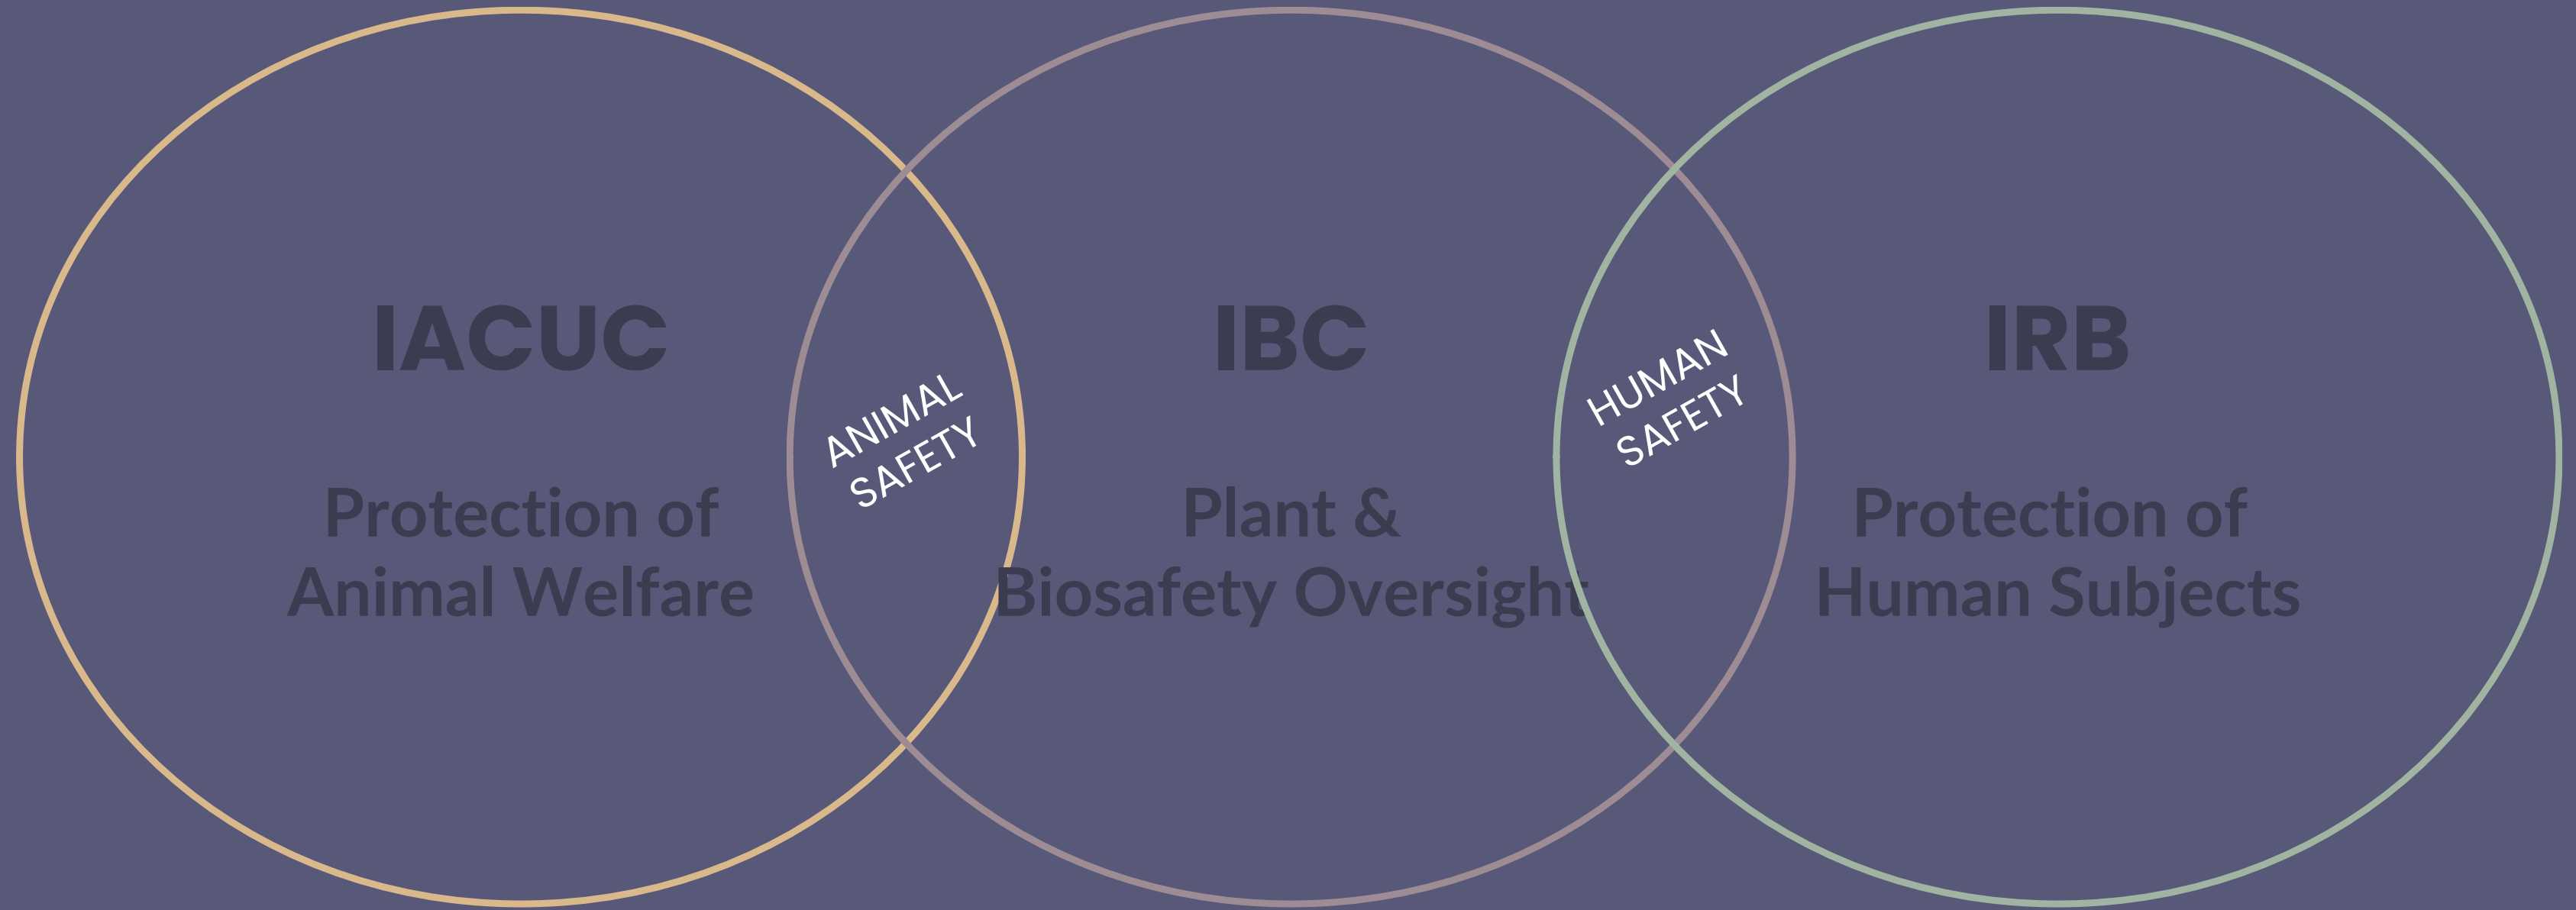 IACUC
Protection of
Animal Welfare
ANIMAL
SAFETY
IBC
Plant &
Biosafety Oversight
HUMAN
SAFETY
IRB
Protection of
Human Subjects